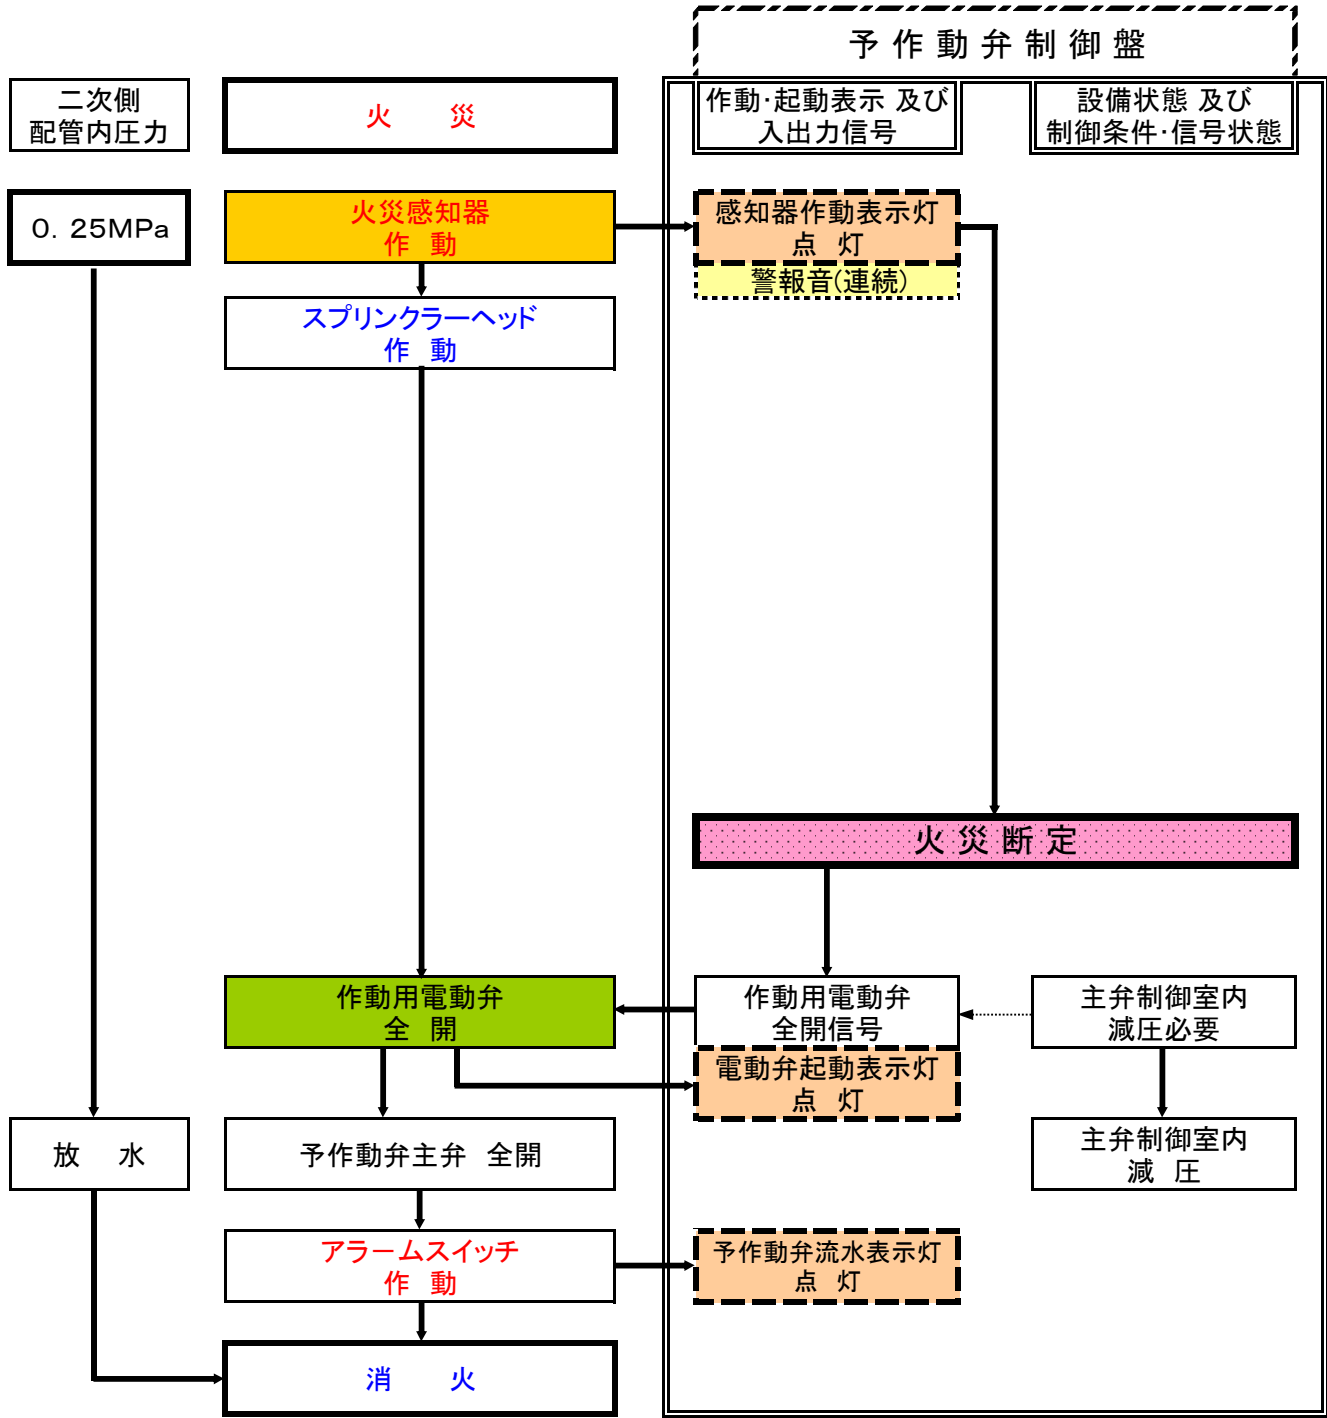 予作動弁制御盤
二次側
配管内圧力
火 災
作動・起動表示 及び
入出力信号
設備状態 及び
制御条件・信号状態
0. 25MPa
火災感知器
作 動
感知器作動表示灯
点 灯
警報音(連続)
スプリンクラーヘッド
作 動
火災断定
作動用電動弁
全 開
作動用電動弁
全開信号
主弁制御室内
減圧必要
電動弁起動表示灯
点 灯
放 水
予作動弁主弁 全開
主弁制御室内
減 圧
アラームスイッチ
作 動
予作動弁流水表示灯
点 灯
消 火